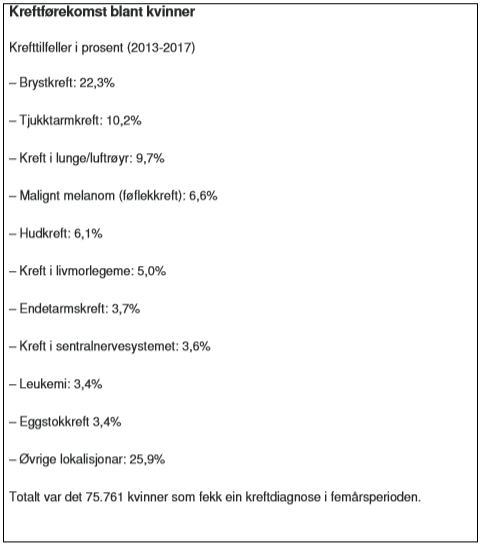 Kreftførekomst blant kvinner
Krefttilfeller i prosent (2013-2017)
– Brystkreft: 22,3%
– Tjukktarmkreft: 10,2%
– Kreft i lunge/luftrøyr: 9,7%
– Malignt melanom (føflekkreft): 6,6%
– Hudkreft: 6,1%
– Kreft i livmorlegeme: 5,0%
– Endetarmskreft: 3,7%
– Kreft i sentralnervesystemet: 3,6%
– Leukemi: 3,4%
– Eggstokkreft 3,4%
– Øvrige lokalisjonar: 25,9%
Totalt var det 75.761 kvinner som fekk ein kreftdiagnose i femårsperioden.